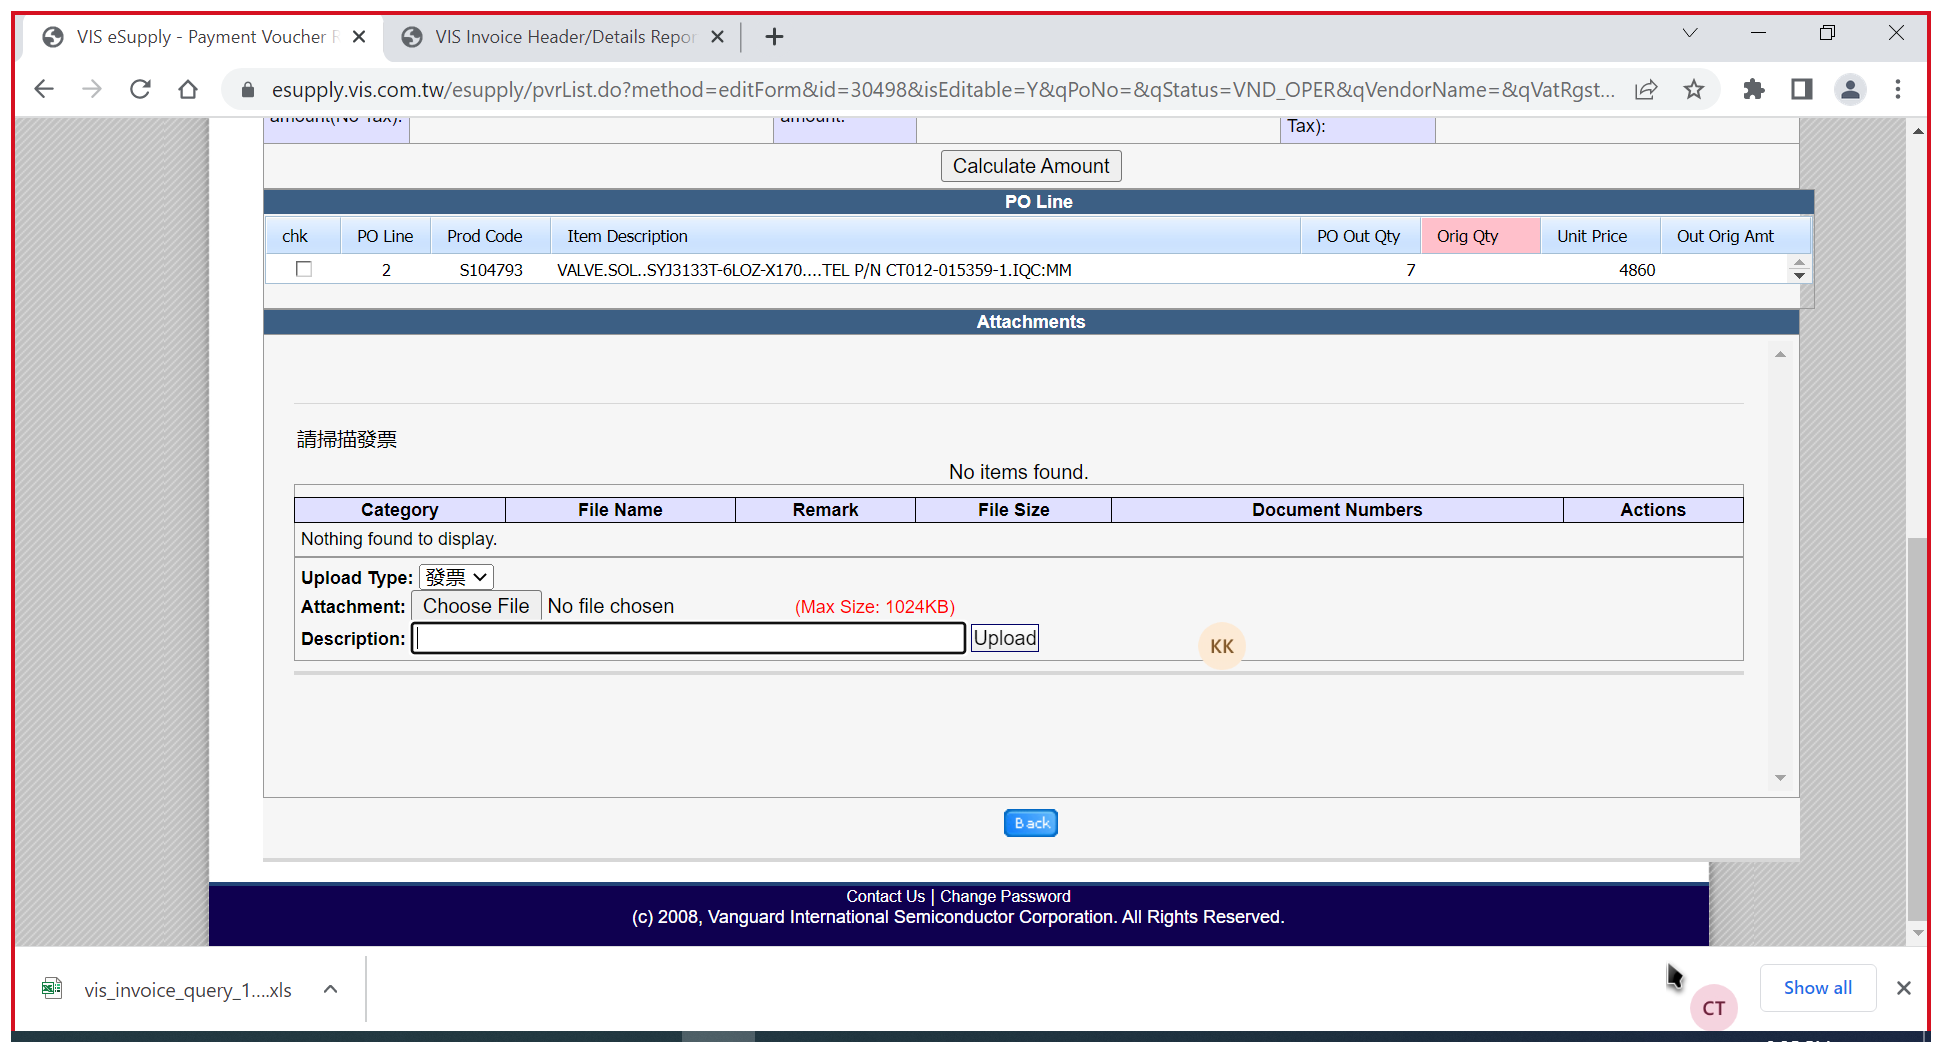 VIS eSupply - Payment Voucher R
VIS Invoice Header/Details Repor
esupply.vis.com.tw/esupply/pvrList.do?method=editForm&id=30498&isEditable=Y&qPoNo=&qStatus=VND_OPER&qVendorName=&qVatRgst...
amount(No Tax): amount: Tax):
Calculate Amount
PO Line
chk PO Line Prod Code Item Description PO Out Qty Orig Qty Unit Price Out Orig Amt
2 S104793 VALVE.SOL..SYJ3133T-6LOZ-X170....TEL P/N CT012-015359-1.IQC:MM 7 4860
Attachments
請掃描發票
No items found.
Category File Name Remark File Size Document Numbers Actions
Nothing found to display.
Upload Type: 發票
Attachment: Choose File No file chosen (Max Size: 1024KB)
Description: Upload
KK
Back
Contact Us | Change Password
(c) 2008, Vanguard International Semiconductor Corporation. All Rights Reserved.
vis_invoice_query_1....xls
Show all
CT